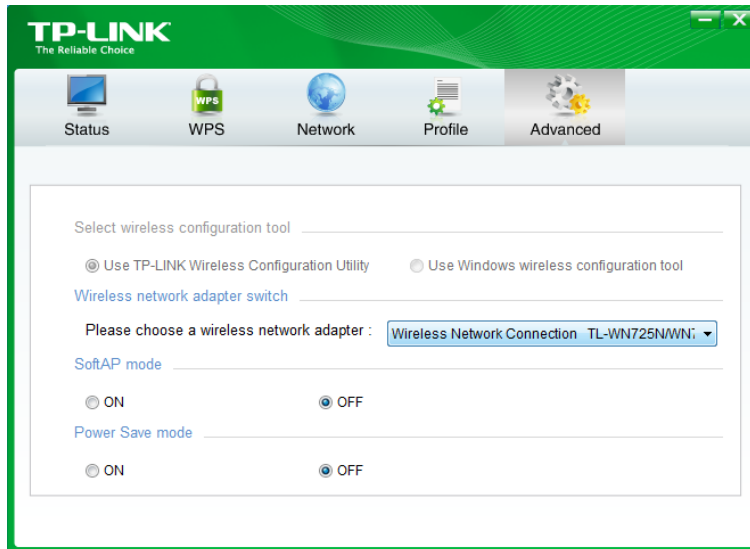 TP-LINK
The Reliable Choice
Status WPS Network Profile Advanced
WPS
Select wireless configuration tool
Use TP-LINK Wireless Configuration Utility Use Windows wireless configuration tool
Wireless network adapter switch
Please choose a wireless network adapter : Wireless Network Connection TL-WN725N/WN7
SoftAP mode
ON OFF
Power Save mode
ON OFF